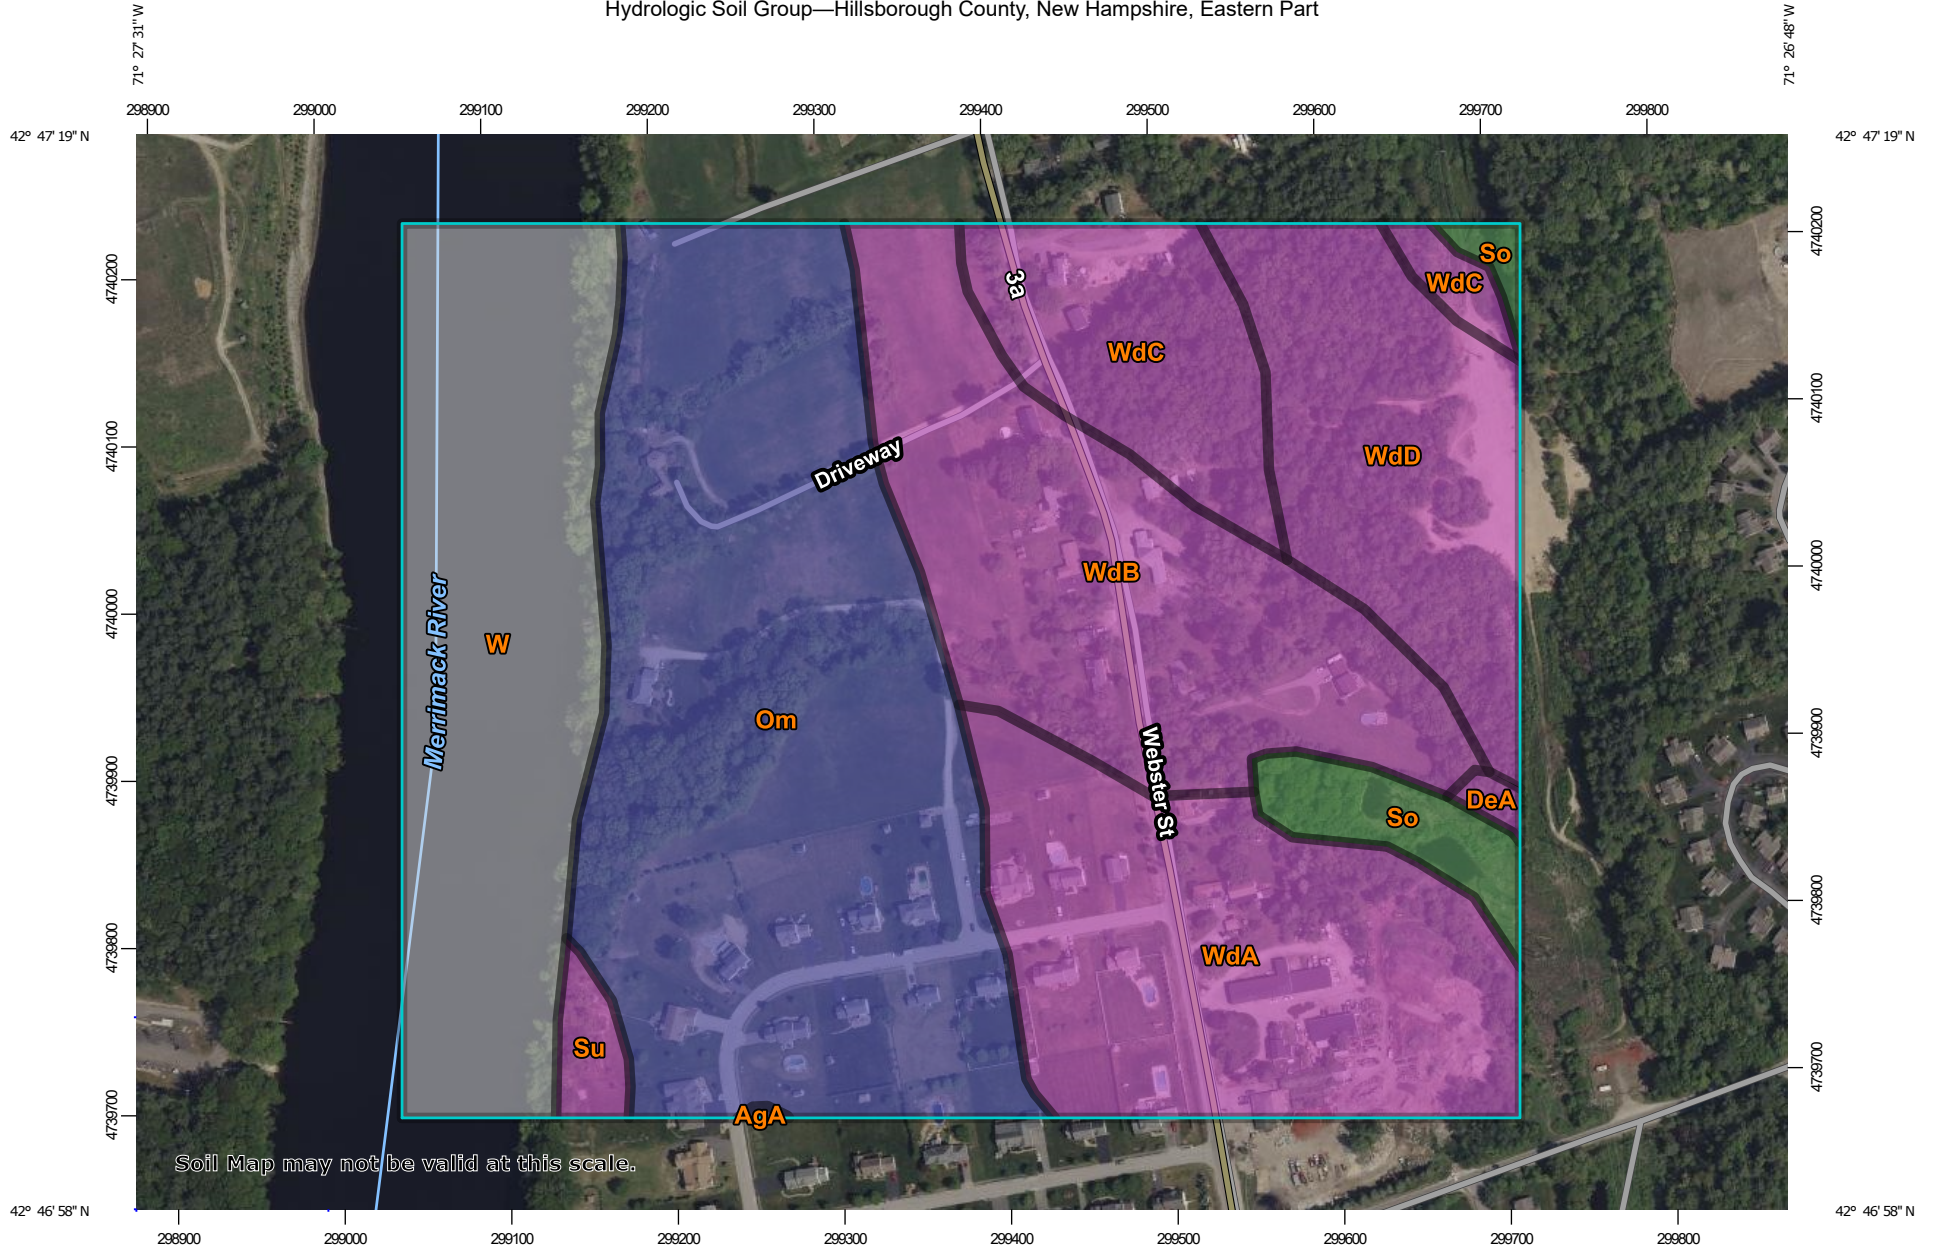 Hydrologic Soil Group—Hillsborough County, New Hampshire, Eastern Part
71° 27' 31'' W
71° 26' 48'' W
298900 299000 299100 299200 299300 299400 299500 299600 299700 299800
42° 47' 19'' N
42° 47' 19'' N
4740200
4740100
4740000
4739900
4739800
4739700
4740200
4740100
4740000
4739900
4739800
4739700
So
WdC
3a
WdC
WdD
Driveway
WdB
Merrimack River
W
Om
Webster St
DeA
So
WdA
Su
AgA
Soil Map may not be valid at this scale.
42° 46' 58'' N
42° 46' 58'' N
298900 299000 299100 299200 299300 299400 299500 299600 299700 299800